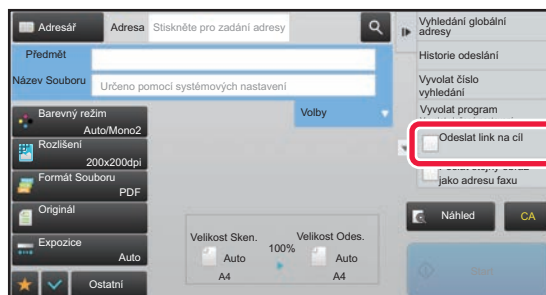 Adresář
Adresa
Stiskněte pro zadání adresy
Předmět
Název Souboru
Určeno pomocí systémových nastavení
Volby
Barevný režim
Auto/Mono2
Rozlišení
200x200dpi
Formát Souboru
PDF
Originál
Expozice
Auto
Ostatní
Velikost Sken.
100%
Velikost Odes.
Auto
A4
Auto
A4
Vyhledání globální
adresy
Historie odeslání
Vyvolat číslo
vyhledání
Vyvolat program
Odeslat link na cíl
jako adresu faxu
Náhled
CA
Start